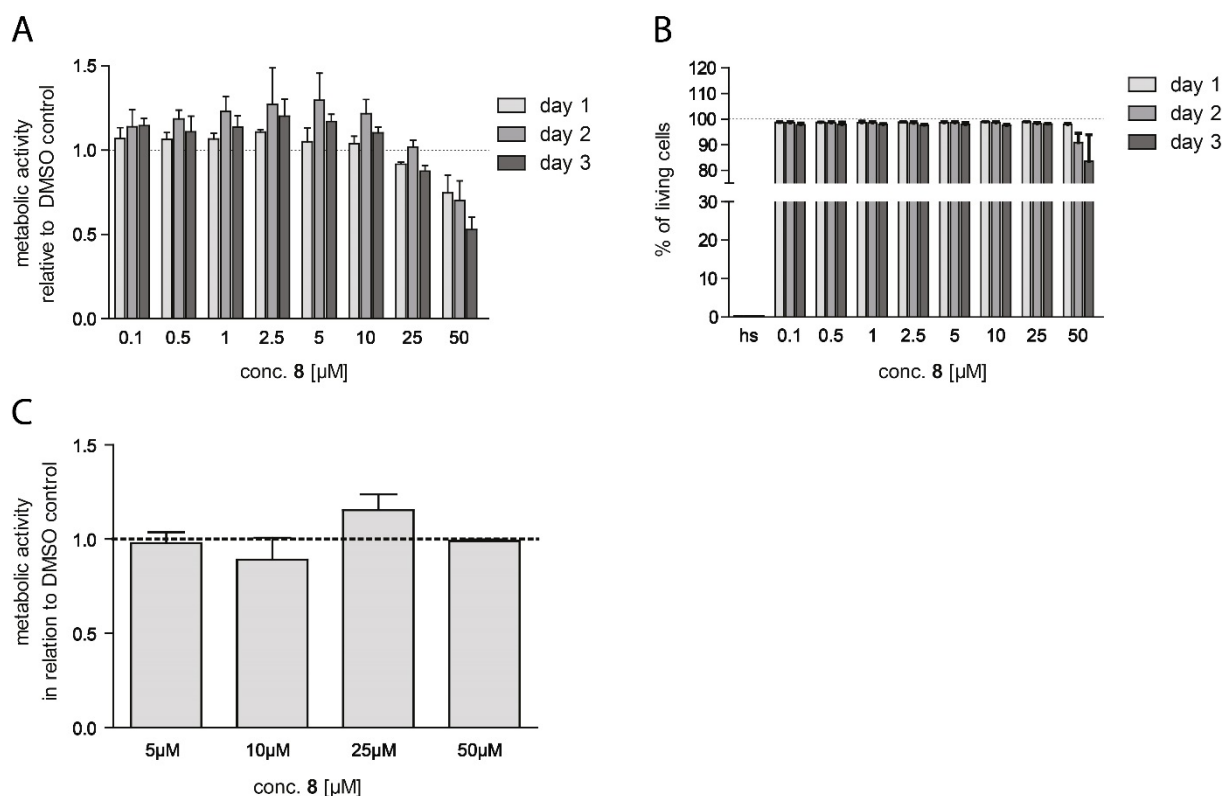 A
metabolic activity
relative to DMSO control
1.5
1.0
0.5
0.0
0.1 0.5 1 2.5 5 10 25 50
conc. 8 [µM]
day 1
day 2
day 3
B
% of living cells
120
110
100
90
80
30
20
10
0
hs 0.1 0.5 1 2.5 5 10 25 50
conc. 8 [µM]
day 1
day 2
day 3
C
metabolic activity
in relation to DMSO control
1.5
1.0
0.5
0.0
5µM 10µM 25µM 50µM
conc. 8 [µM]